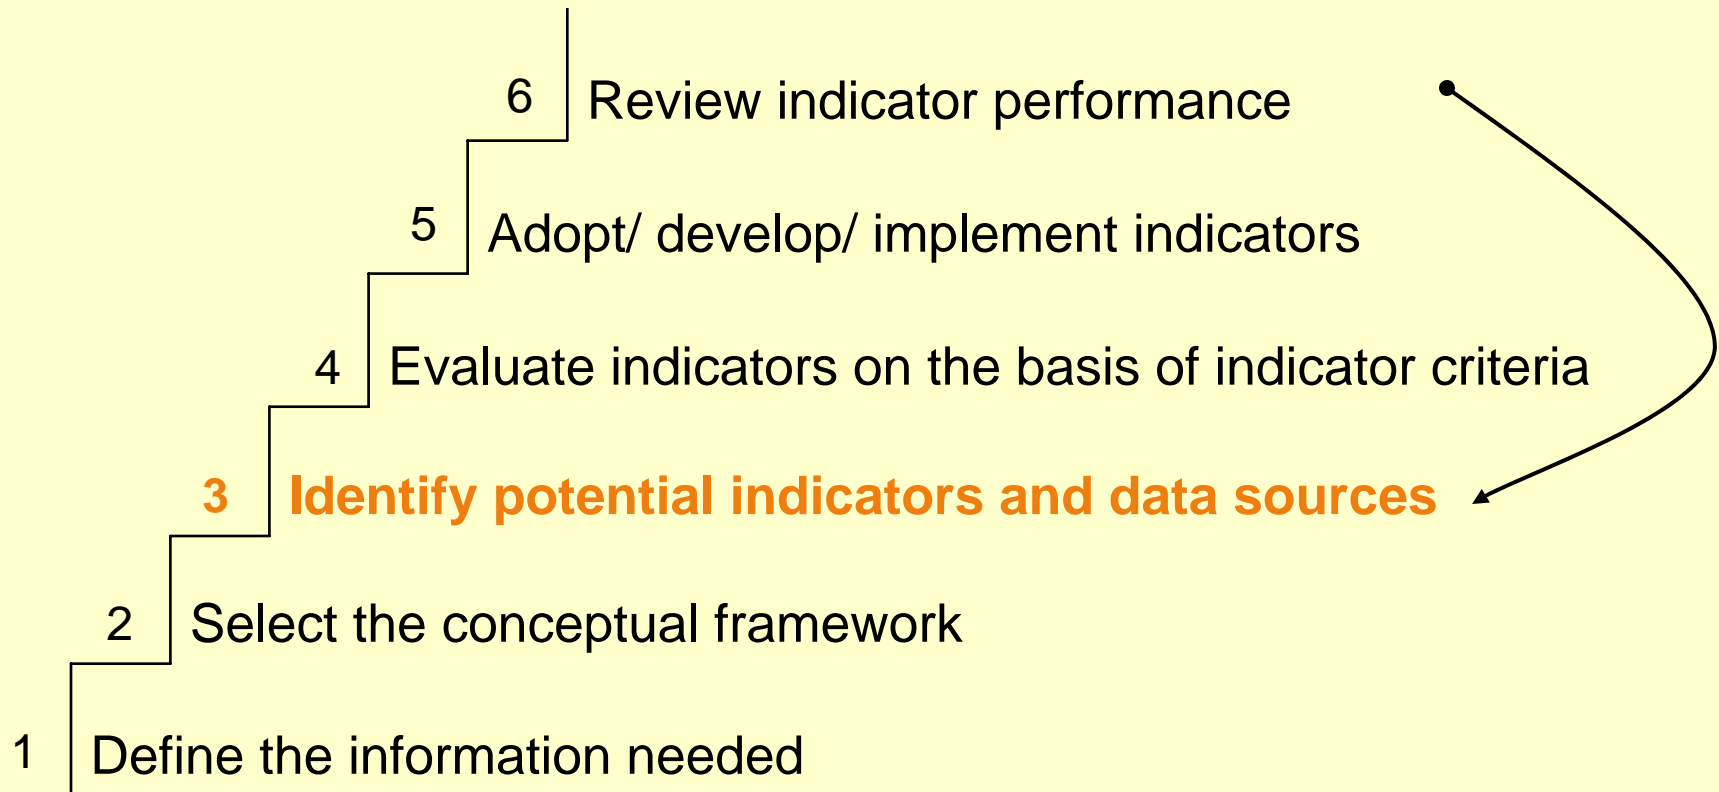 6 Review indicator performance
5 Adopt/ develop/ implement indicators
4 Evaluate indicators on the basis of indicator criteria
3 Identify potential indicators and data sources
2 Select the conceptual framework
1 Define the information needed